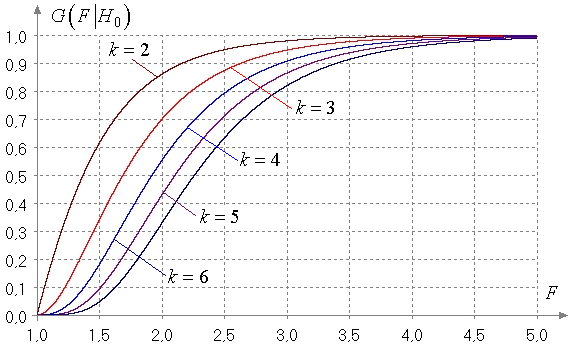 G(F|H₀)
1,0
0,9
0,8
0,7
0,6
0,5
0,4
0,3
0,2
0,1
0,0
k = 2
k = 3
k = 4
k = 5
k = 6
F
1,0 1,5 2,0 2,5 3,0 3,5 4,0 4,5 5,0